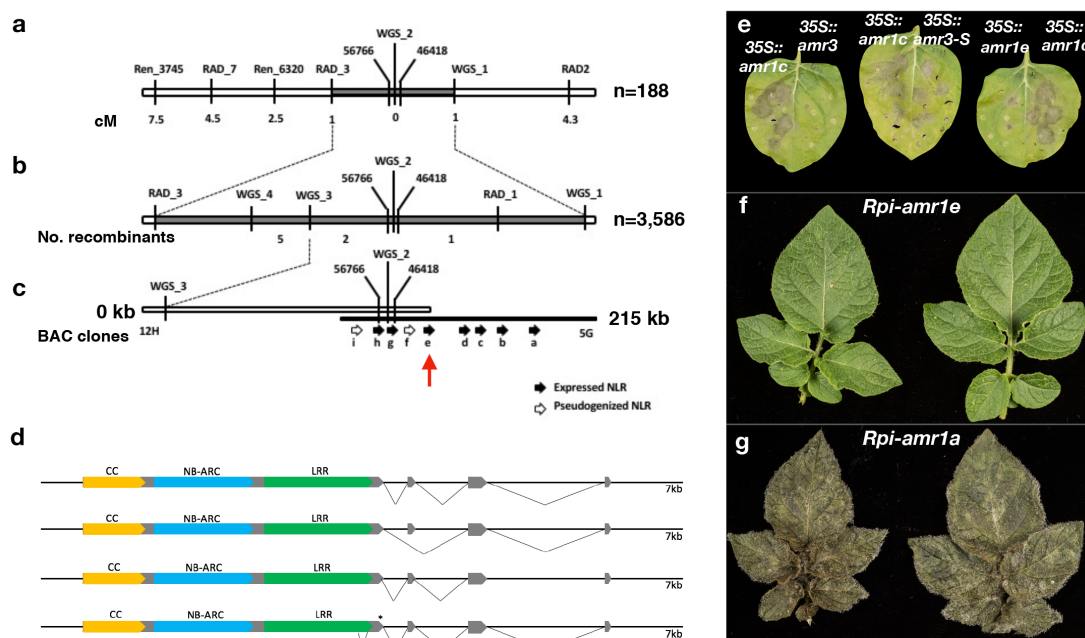 a
WGS_2
56766 46418
Ren_3745 RAD_7 Ren_6320 RAD_3 WGS_1 RAD2
n=188
cM
7.5 4.5 2.5 1 0 1 4.3
b
WGS_2
56766 46418
RAD_3 WGS_4 WGS_3 RAD_1 WGS_1
n=3,586
No. recombinants
5 2 1
WGS_2
56766 46418
c
WGS_3
0 kb
215 kb
12H 5G
BAC clones
i h g f e d c b a
Expressed NLR
Pseudogenized NLR
d
CC NB-ARC LRR
7kb
CC NB-ARC LRR
7kb
CC NB-ARC LRR
7kb
CC NB-ARC LRR *
7kb
e
35S:: amr1c
35S:: amr3
35S:: amr1c
35S:: amr3-S
35S:: amr1e
35S::
f
Rpi-amr1e
g
Rpi-amr1a